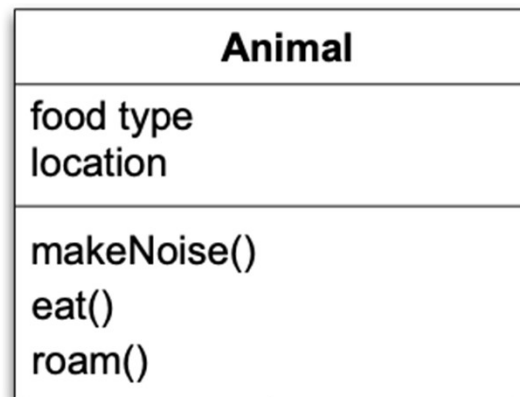 Animal
food type
location
makeNoise()
eat()
roam()